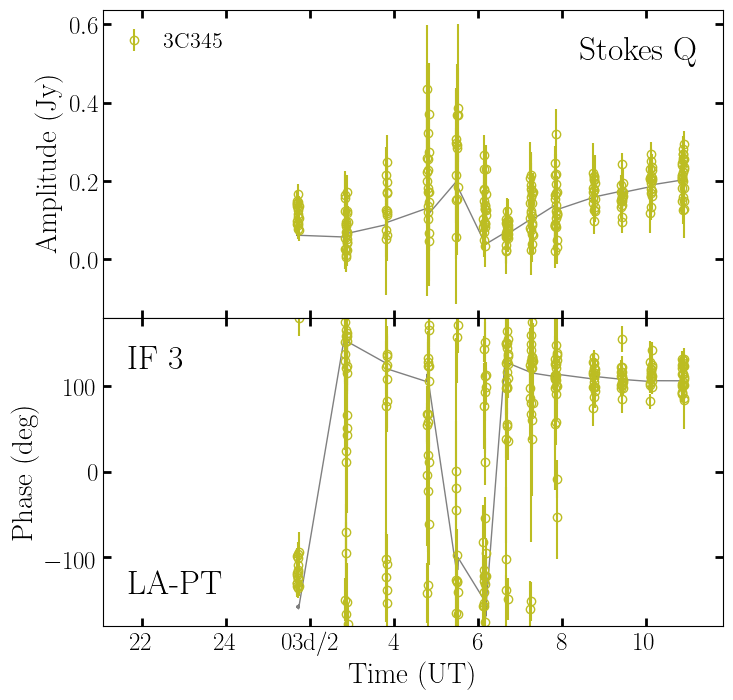 0.6
3C345
Stokes Q
0.4
0.2
0.0
Amplitude (Jy)
IF 3
100
0
−100
Phase (deg)
LA-PT
22 24 03d/2 4 6 8 10
Time (UT)